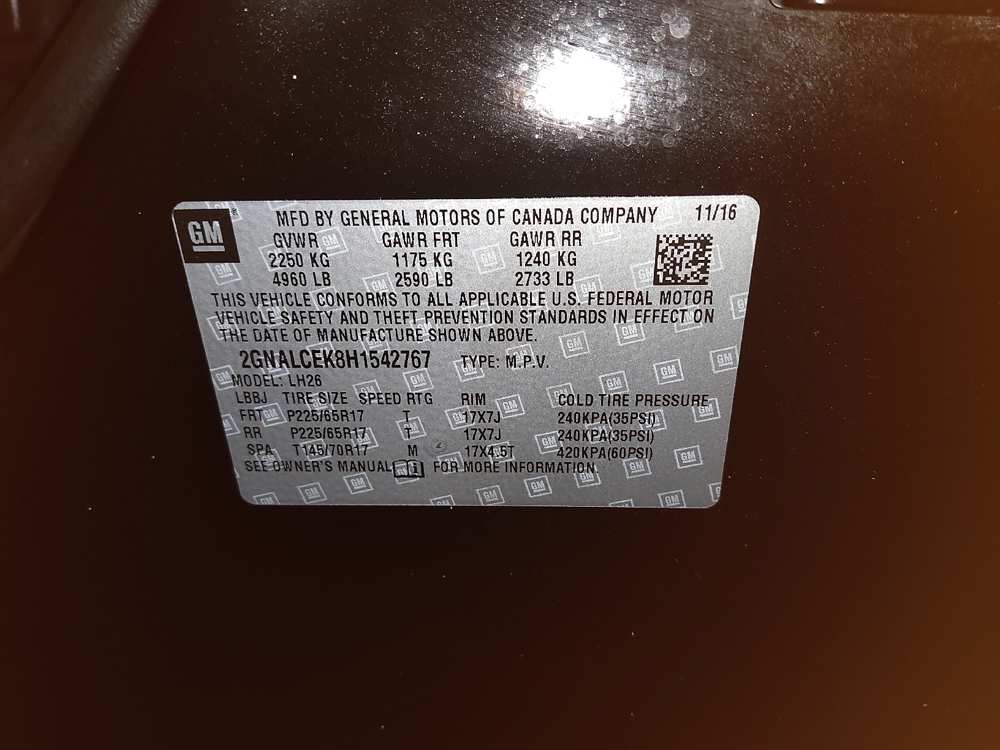 GM
MFD BY GENERAL MOTORS OF CANADA COMPANY 11/16
GVWR GAWR FRT GAWR RR
2250 KG 1175 KG 1240 KG
4960 LB 2590 LB 2733 LB
THIS VEHICLE CONFORMS TO ALL APPLICABLE U.S. FEDERAL MOTOR
VEHICLE SAFETY AND THEFT PREVENTION STANDARDS IN EFFECT ON
THE DATE OF MANUFACTURE SHOWN ABOVE.
2GNALCEK8H1542767 TYPE: M.P.V.
MODEL: LH26
LBBJ TIRE SIZE SPEED RTG RIM COLD TIRE PRESSURE
FRT P225/65R17 T 17X7J 240KPA(35PSI)
RR P225/65R17 T 17X7J 240KPA(35PSI)
SPA T145/70R17 M 17X4.5T 420KPA(60PSI)
SEE OWNER'S MANUAL i FOR MORE INFORMATION.